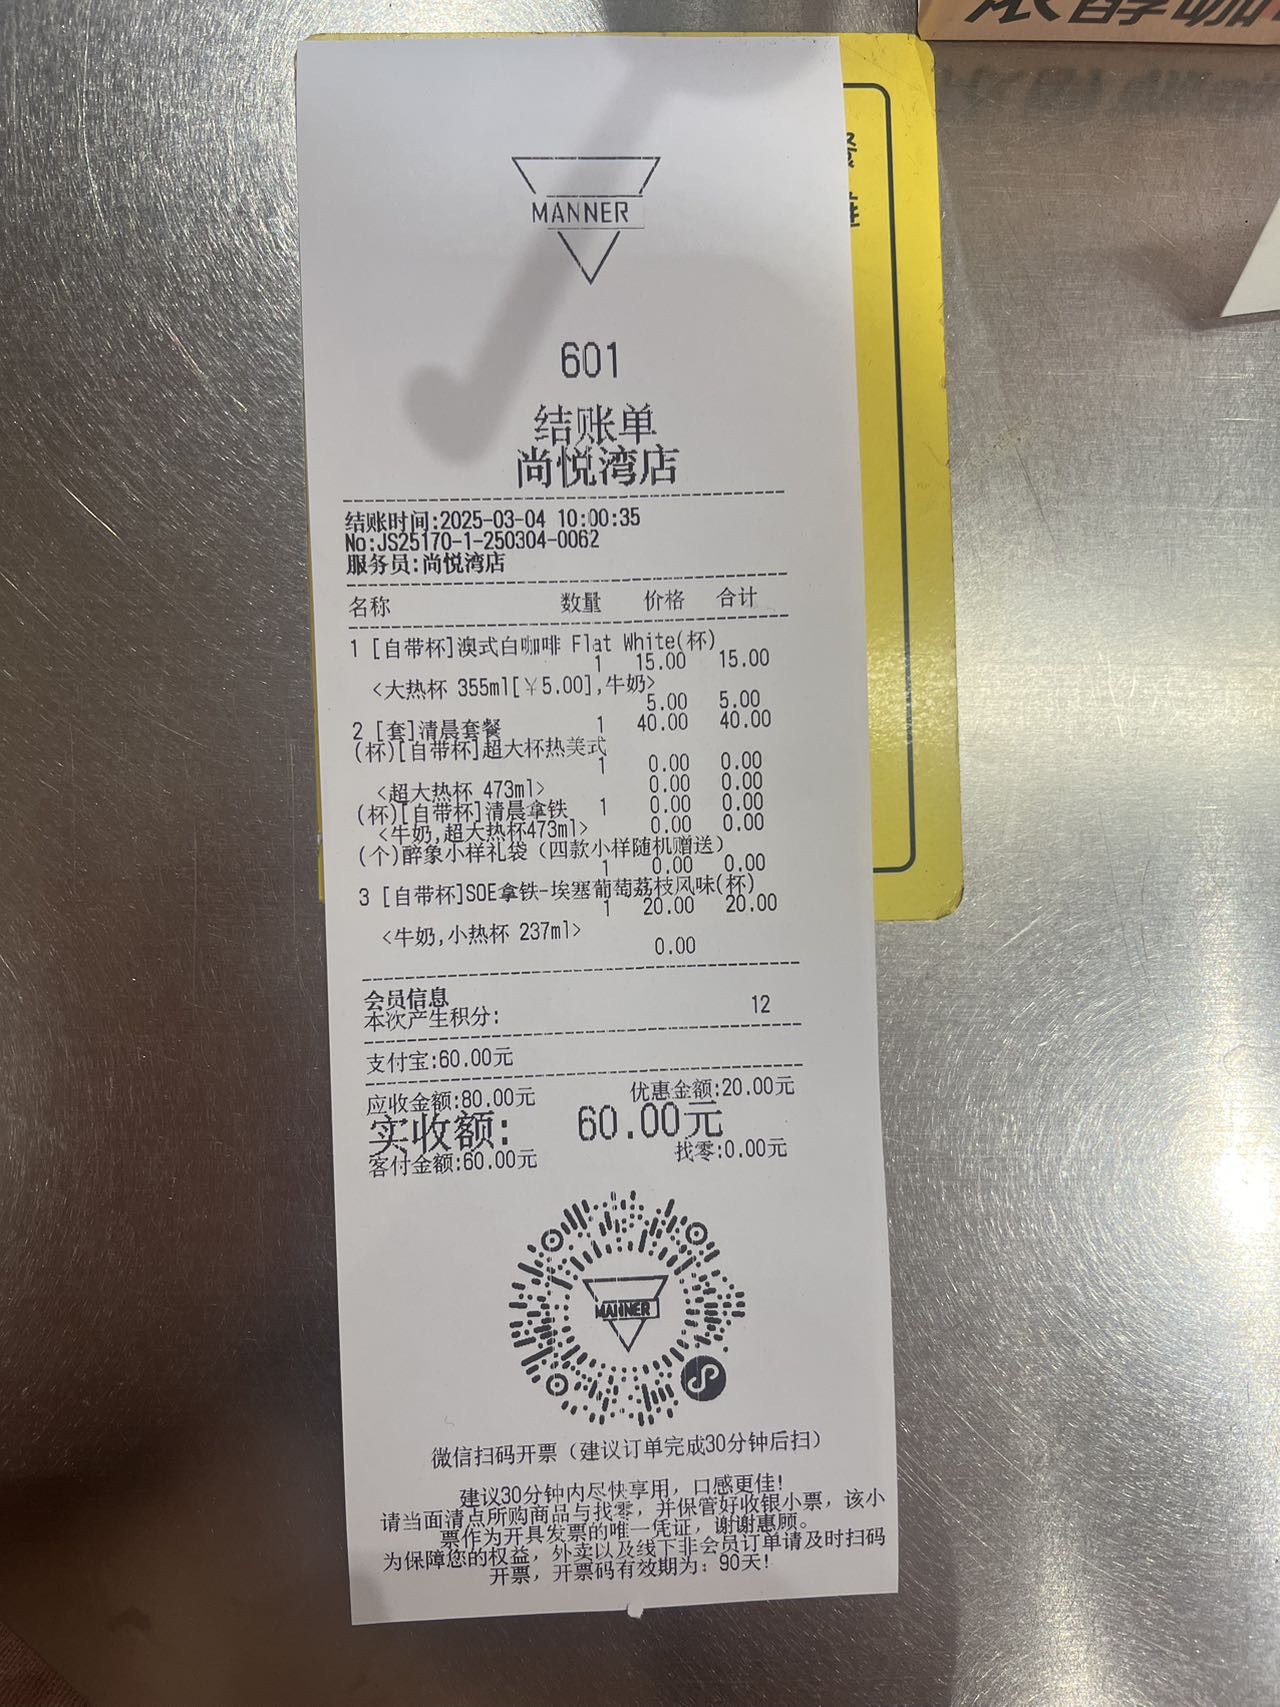 浓醇咖
MANNER
601
结账单
尚悦湾店
结账时间:2025-03-04 10:00:35
No:JS25170-1-250304-0062
服务员:尚悦湾店
名称 数量 价格 合计
1 [自带杯]澳式白咖啡 Flat White(杯)
1 15.00 15.00
<大热杯 355ml[￥5.00],牛奶>
5.00 5.00
2 [套]清晨套餐 1 40.00 40.00
(杯)[自带杯]超大杯热美式
1 0.00 0.00
0.00 0.00
<超大热杯 473ml>
(杯)[自带杯]清晨拿铁 1 0.00 0.00
<牛奶,超大热杯473ml> 0.00 0.00
(个)醉象小样礼袋（四款小样随机赠送）
1 0.00 0.00
3 [自带杯]SOE拿铁-埃塞葡萄荔枝风味(杯)
1 20.00 20.00
<牛奶,小热杯 237ml>
0.00
会员信息
本次产生积分: 12
支付宝:60.00元
应收金额:80.00元 优惠金额:20.00元
实收额: 60.00元
客付金额:60.00元 找零:0.00元
MANNER
微信扫码开票（建议订单完成30分钟后扫）
建议30分钟内尽快享用，口感更佳!
请当面清点所购商品与找零，并保管好收银小票，该小
票作为开具发票的唯一凭证，谢谢惠顾。
为保障您的权益，外卖以及线下非会员订单请及时扫码
开票，开票码有效期为：90天!